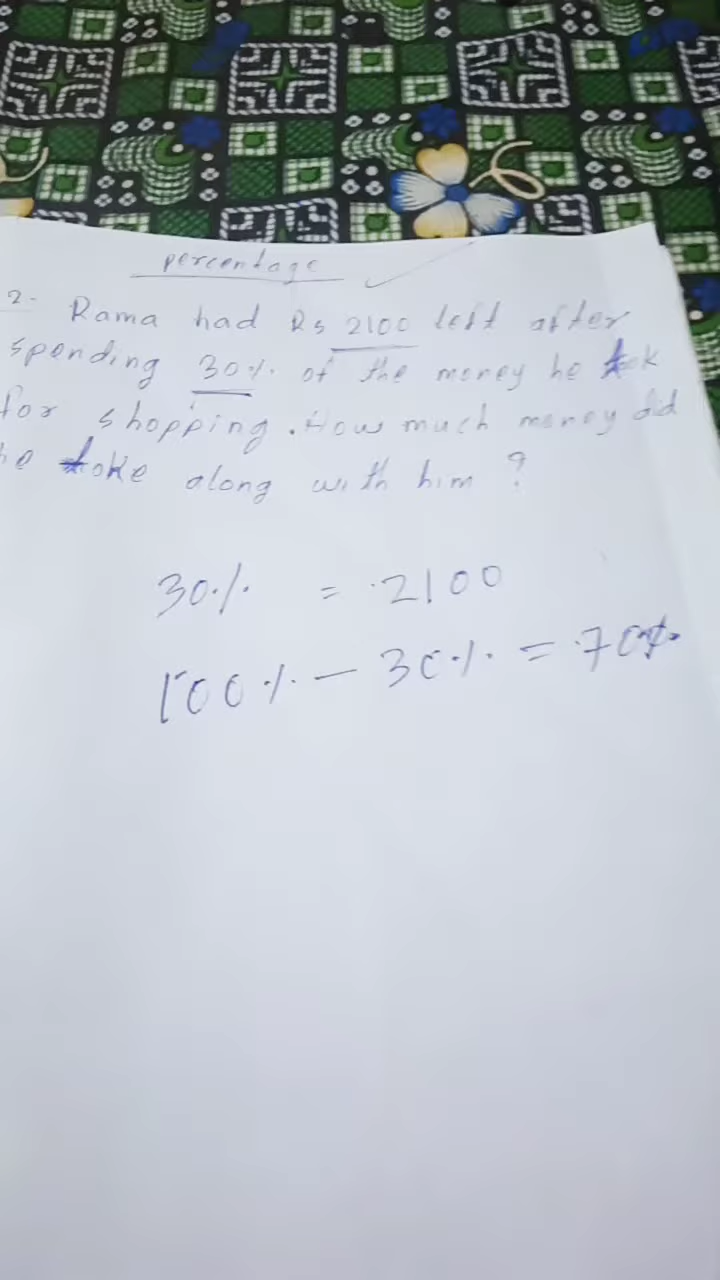 percentage
2- Rama had Rs 2100 left after
spending 30% of the money he took
for shopping. How much money did
he toke along with him ?
30% = 2100
100% - 30% = 70%